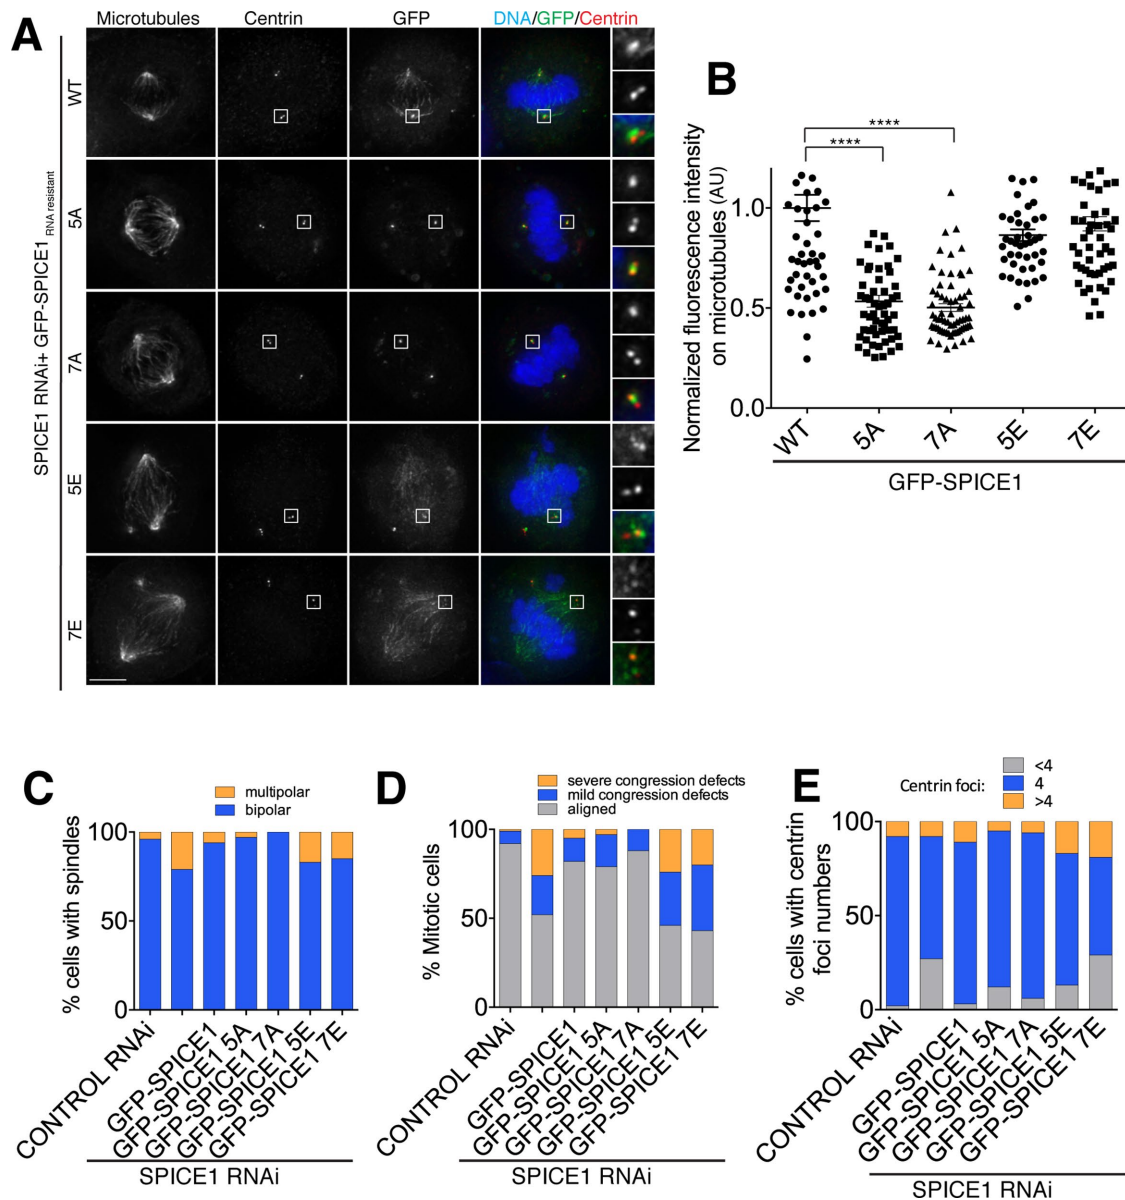 A
Microtubules Centrin GFP DNA/GFP/Centrin
SPICE1 RNAi+ GFP-SPICE1 RNA resistant
WT
5A
7A
5E
7E
B
Normalized fluorescence intensity
on microtubules (AU)
****
****
1.0
0.5
0.0
WT 5A 7A 5E 7E
GFP-SPICE1
C
multipolar
bipolar
% cells with spindles
100
50
0
CONTROL RNAi
GFP-SPICE1
GFP-SPICE1 5A
GFP-SPICE1 7A
GFP-SPICE1 5E
GFP-SPICE1 7E
SPICE1 RNAi
D
severe congression defects
mild congression defects
aligned
% Mitotic cells
100
50
0
CONTROL RNAi
GFP-SPICE1
GFP-SPICE1 5A
GFP-SPICE1 7A
GFP-SPICE1 5E
GFP-SPICE1 7E
SPICE1 RNAi
E
Centrin foci:
<4
4
>4
% cells with centrin
foci numbers
100
50
0
CONTROL RNAi
GFP-SPICE1
GFP-SPICE1 5A
GFP-SPICE1 7A
GFP-SPICE1 5E
GFP-SPICE1 7E
SPICE1 RNAi